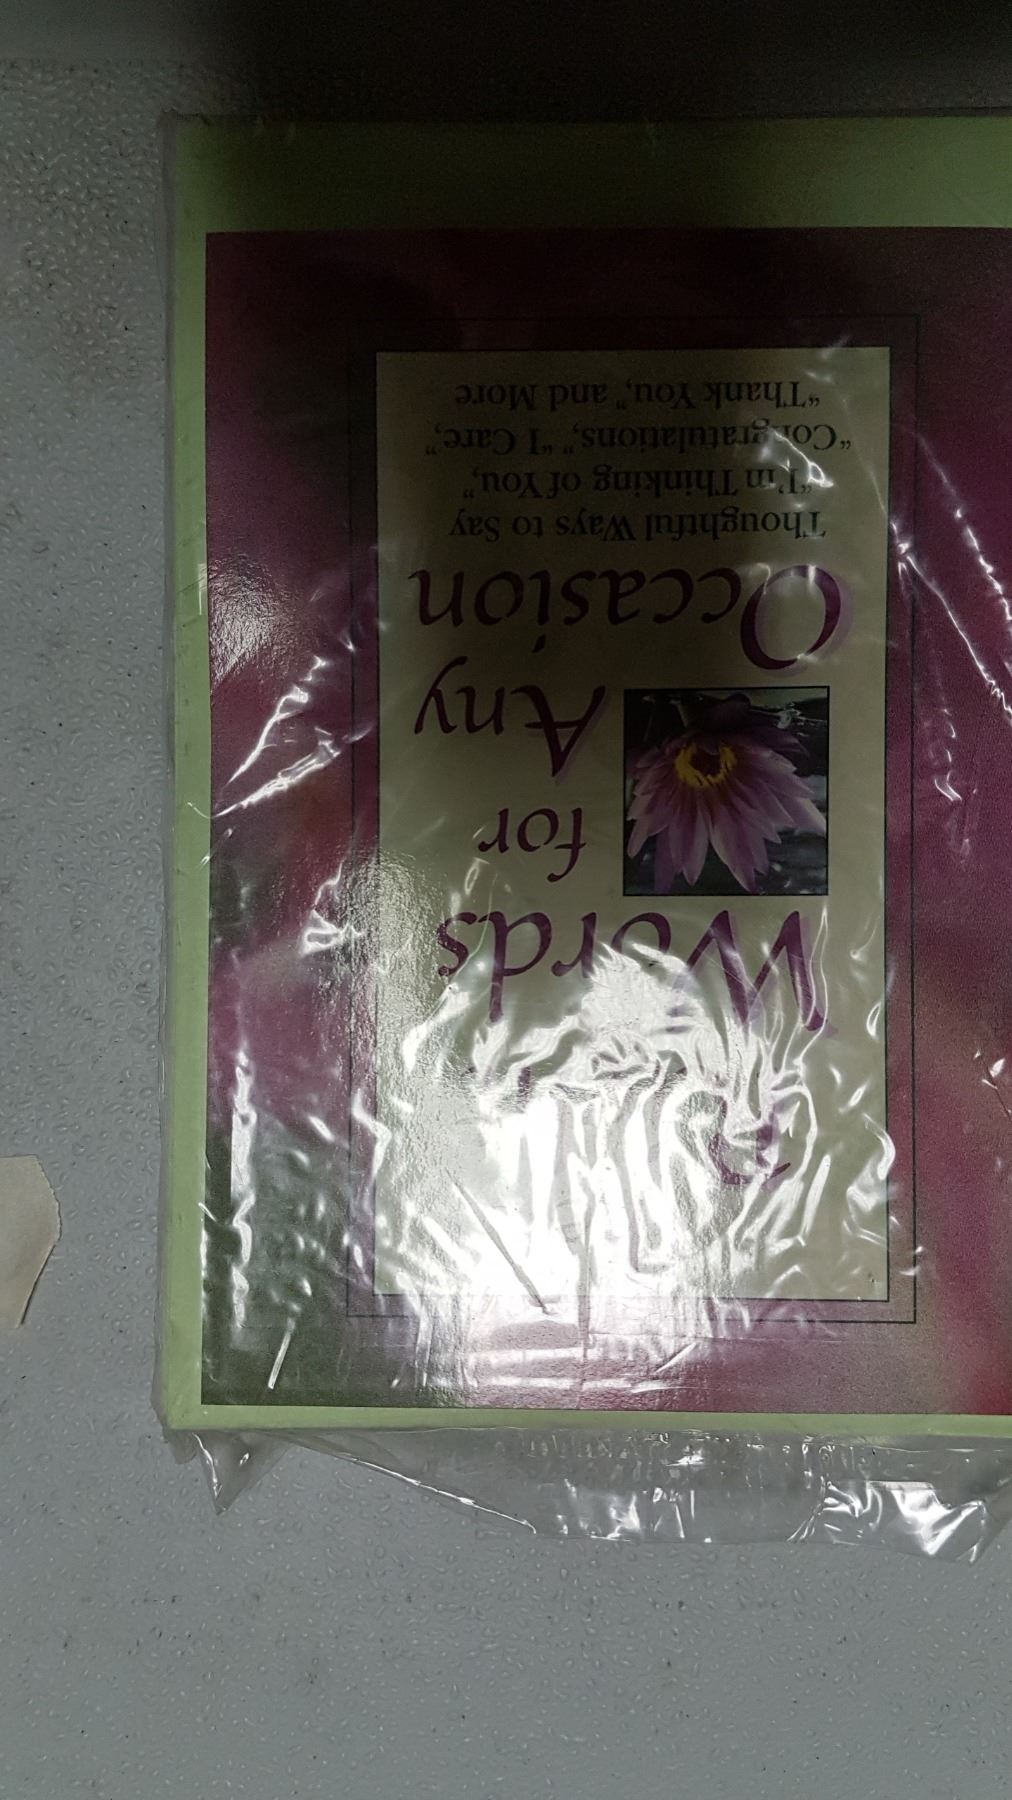 Words
for
Any
Occasion
Thoughtful Ways to Say
“I'm Thinking of You,”
“Congratulations,” “I Care,”
“Thank You,” and More